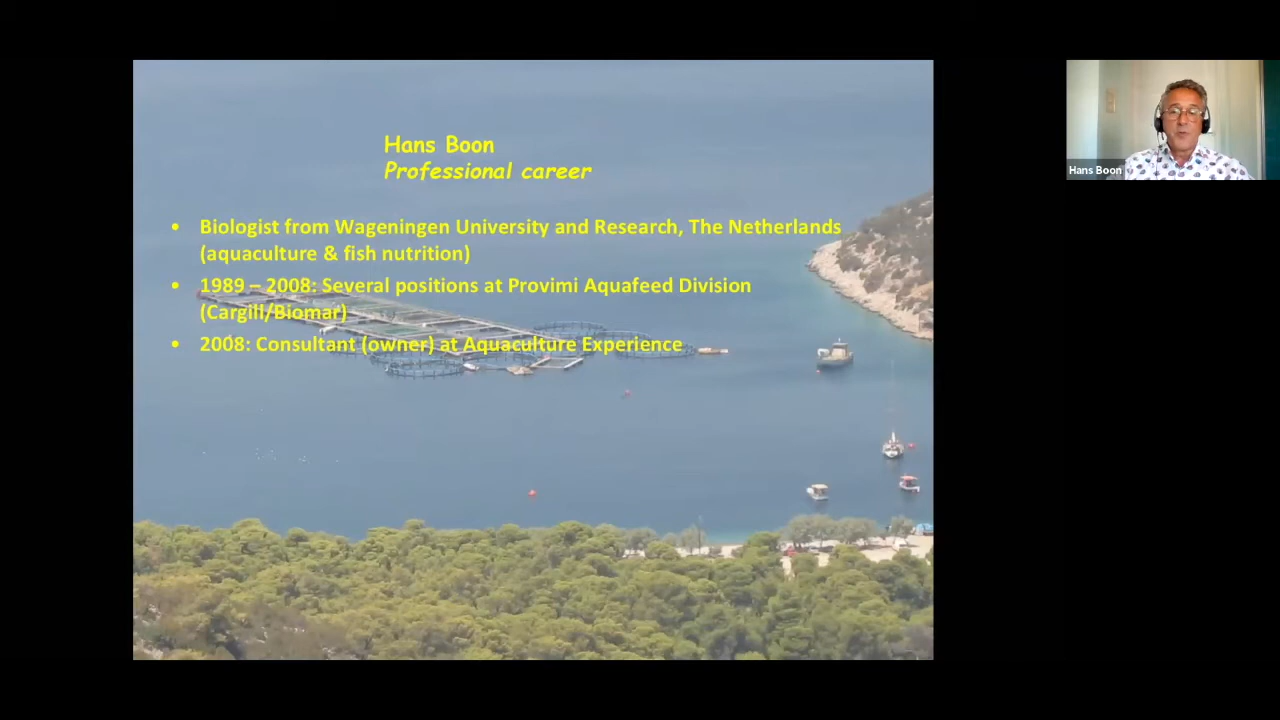 Hans Boon
Professional career
• Biologist from Wageningen University and Research, The Netherlands
(aquaculture & fish nutrition)
• 1989 – 2008: Several positions at Provimi Aquafeed Division
(Cargill/Biomar)
• 2008: Consultant (owner) at Aquaculture Experience
Hans Boon